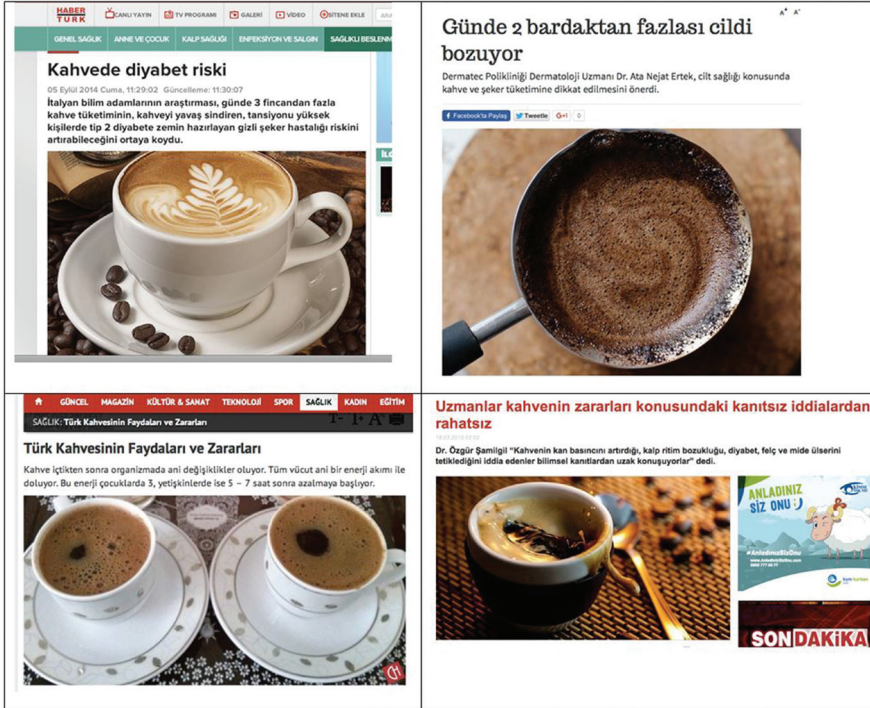 HABER
TURK
CANLI YAYIN
TV PROGRAMI
GALERİ
VİDEO
SİTENE EKLE
ARA
GENEL SAĞLIK
ANNE VE ÇOCUK
KALP SAĞLIĞI
ENFEKSİYON VE SALGIN
SAĞLIKLI BESLENM
Kahvede diyabet riski
05 Eylül 2014 Cuma, 11:29:02 Güncelleme: 11:30:07
İtalyan bilim adamlarının araştırması, günde 3 fincandan fazla
kahve tüketiminin, kahveyi yavaş sindiren, tansiyonu yüksek
kişilerde tip 2 diyabete zemin hazırlayan gizli şeker hastalığı riskini
artırabileceğini ortaya koydu.
İLG
A+ A-
Günde 2 bardaktan fazlası cildi
bozuyor
Dermatec Polikliniği Dermatoloji Uzmanı Dr. Ata Nejat Ertek, cilt sağlığı konusunda
kahve ve şeker tüketimine dikkat edilmesini önerdi.
Facebook'ta Paylaş
Tweetle
G+1
0
GÜNCEL
MAGAZİN
KÜLTÜR & SANAT
TEKNOLOJİ
SPOR
SAĞLIK
KADIN
EĞİTİM
SAĞLIK: Türk Kahvesinin Faydaları ve Zararları
T- T+ A
Türk Kahvesinin Faydaları ve Zararları
Kahve içtikten sonra organizmada ani değişiklikler oluyor. Tüm vücut ani bir enerji akımı ile
doluyor. Bu enerji çocuklarda 3, yetişkinlerde ise 5 – 7 saat sonra azalmaya başlıyor.
CH
Uzmanlar kahvenin zararları konusundaki kanıtsız iddialardan
rahatsız
Dr. Özgür Şamilgil "Kahvenin kan basıncını artırdığı, kalp ritim bozukluğu, diyabet, felç ve mide ülserini
tetiklediğini iddia edenler bilimsel kanıtlardan uzak konuşuyorlar" dedi.
ANLADINIZ
SİZ ONU
#AnladınızSizOnu
SON DAKİKA